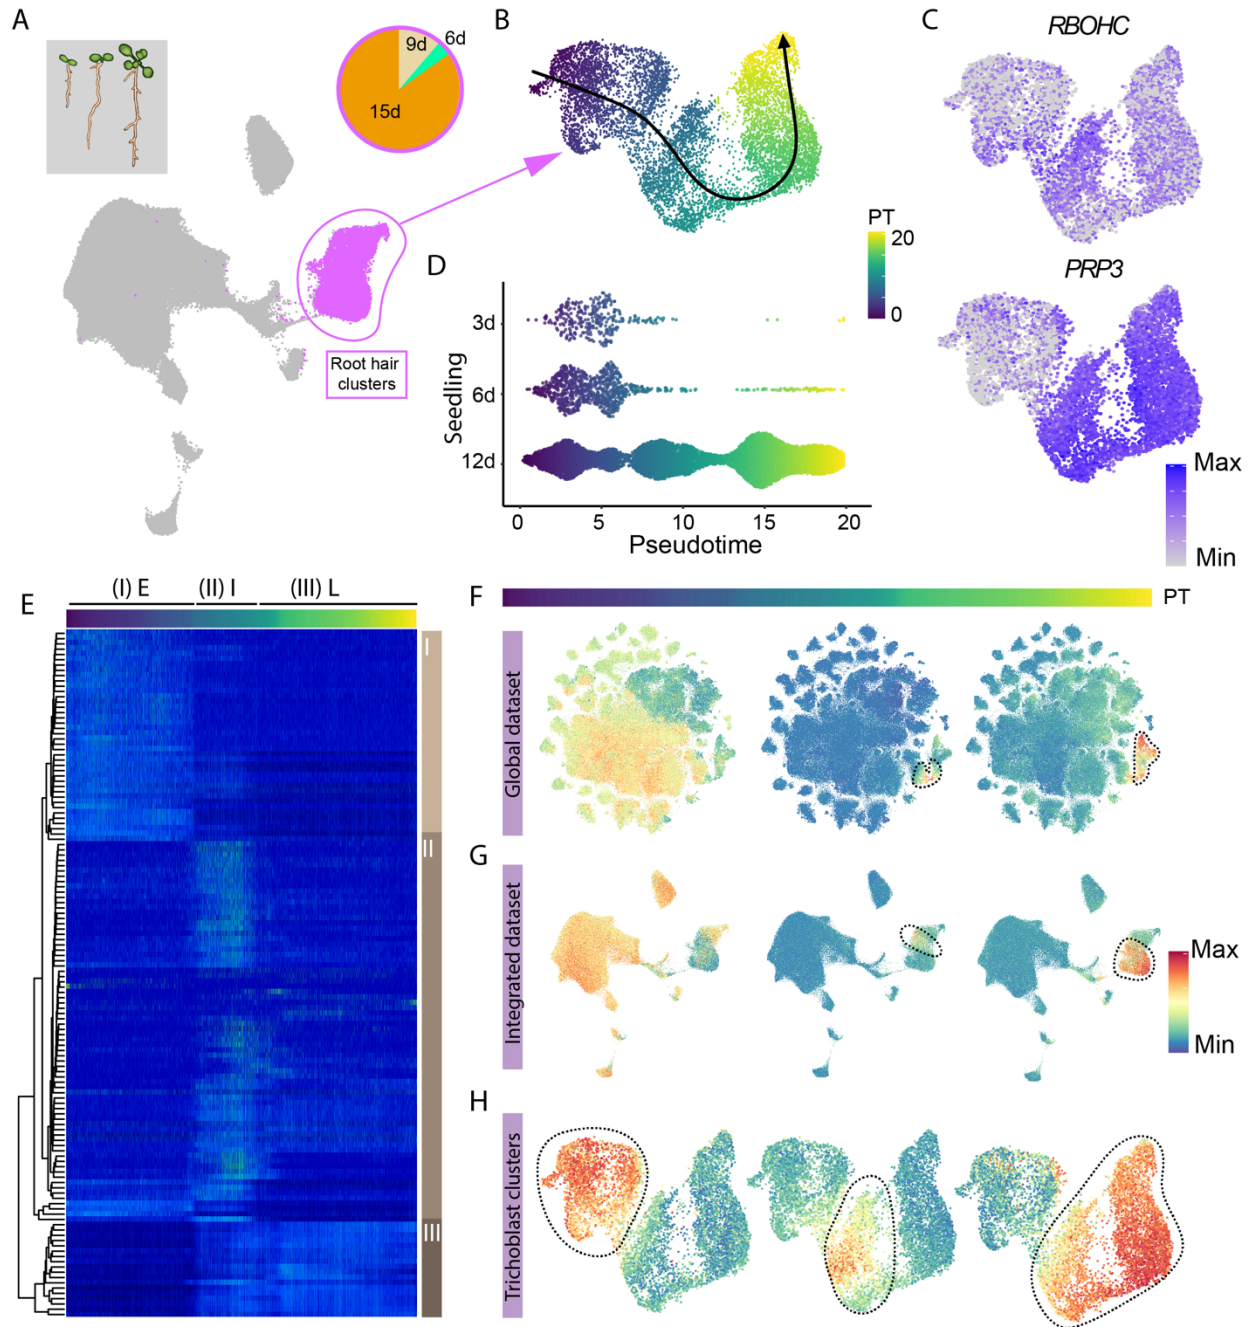 A
9d
6d
15d
Root hair
clusters
B
PT
20
0
C
RBOHC
PRP3
Max
Min
D
Seedling
3d
6d
12d
0
5
10
15
20
Pseudotime
E
(I) E
(II) I
(III) L
I
II
III
F
PT
Global dataset
G
Integrated dataset
Max
Min
H
Trichoblast clusters